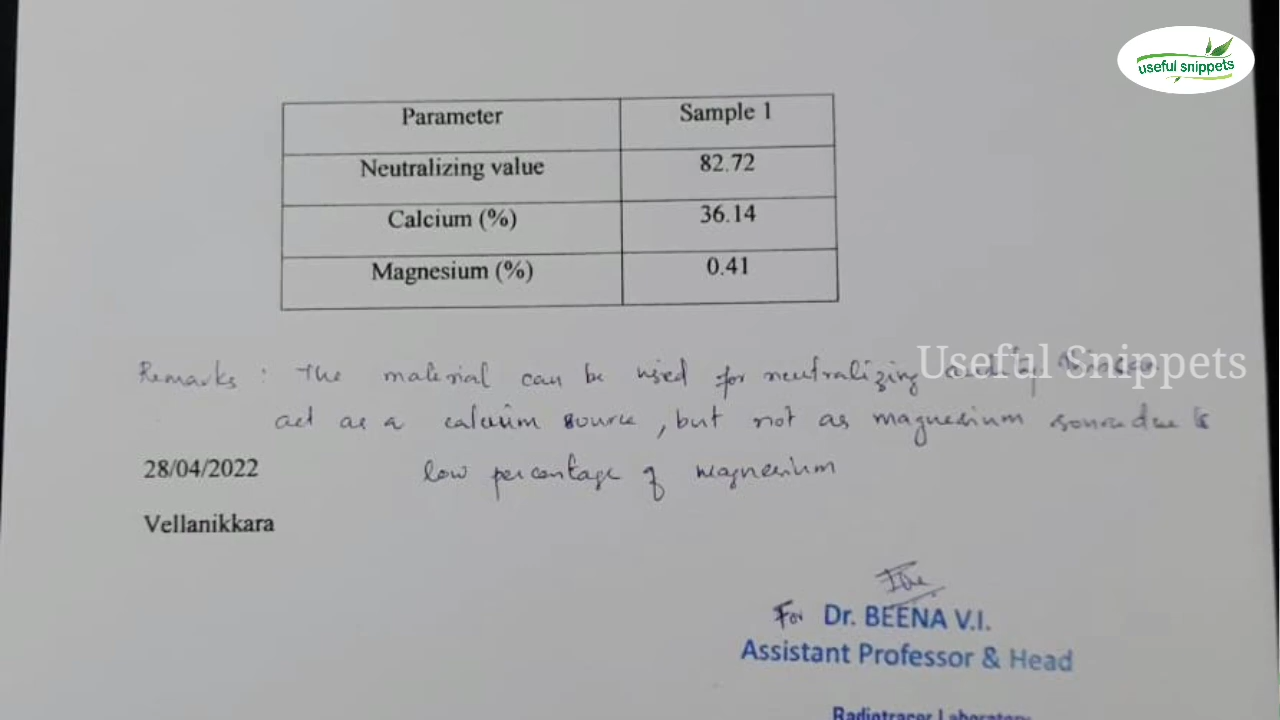 useful snippets
Parameter Sample 1
Neutralizing value 82.72
Calcium (%) 36.14
Magnesium (%) 0.41
Useful Snippets
Remarks : The material can be used for neutralizing
act as a calcium source , but not as magnesium source due to
28/04/2022 low percentage of magnesium
Vellanikkara
For Dr. BEENA V.I.
Assistant Professor & Head
Radiotracer Laboratory